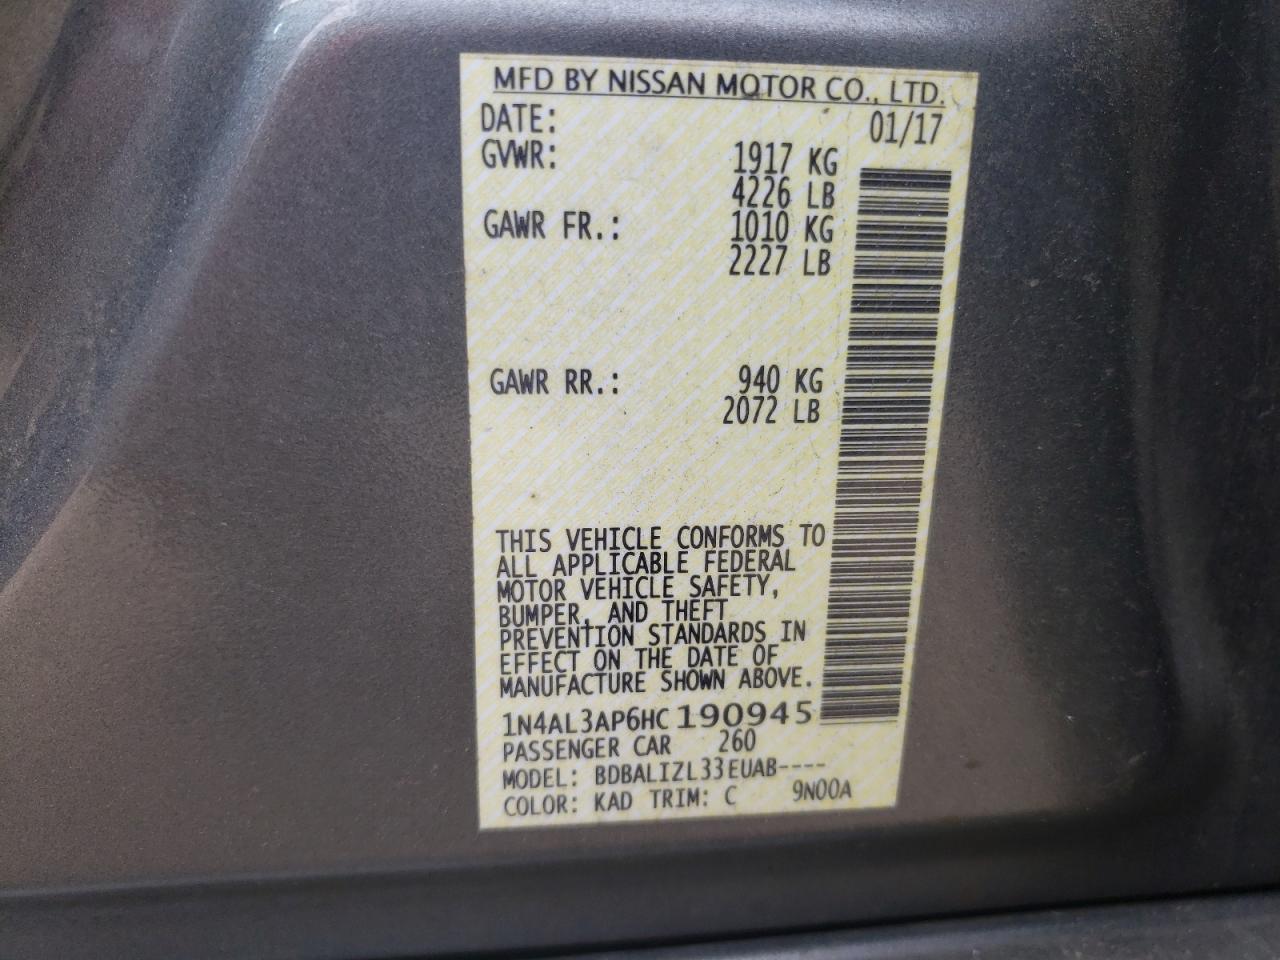 MFD BY NISSAN MOTOR CO., LTD.
DATE: 01/17
GVWR: 1917 KG
4226 LB
GAWR FR.: 1010 KG
2227 LB
GAWR RR.: 940 KG
2072 LB
THIS VEHICLE CONFORMS TO
ALL APPLICABLE FEDERAL
MOTOR VEHICLE SAFETY,
BUMPER, AND THEFT
PREVENTION STANDARDS IN
EFFECT ON THE DATE OF
MANUFACTURE SHOWN ABOVE.
1N4AL3AP6HC190945
PASSENGER CAR 260
MODEL: BDBALIZL33EUAB----
COLOR: KAD TRIM: C 9N00A